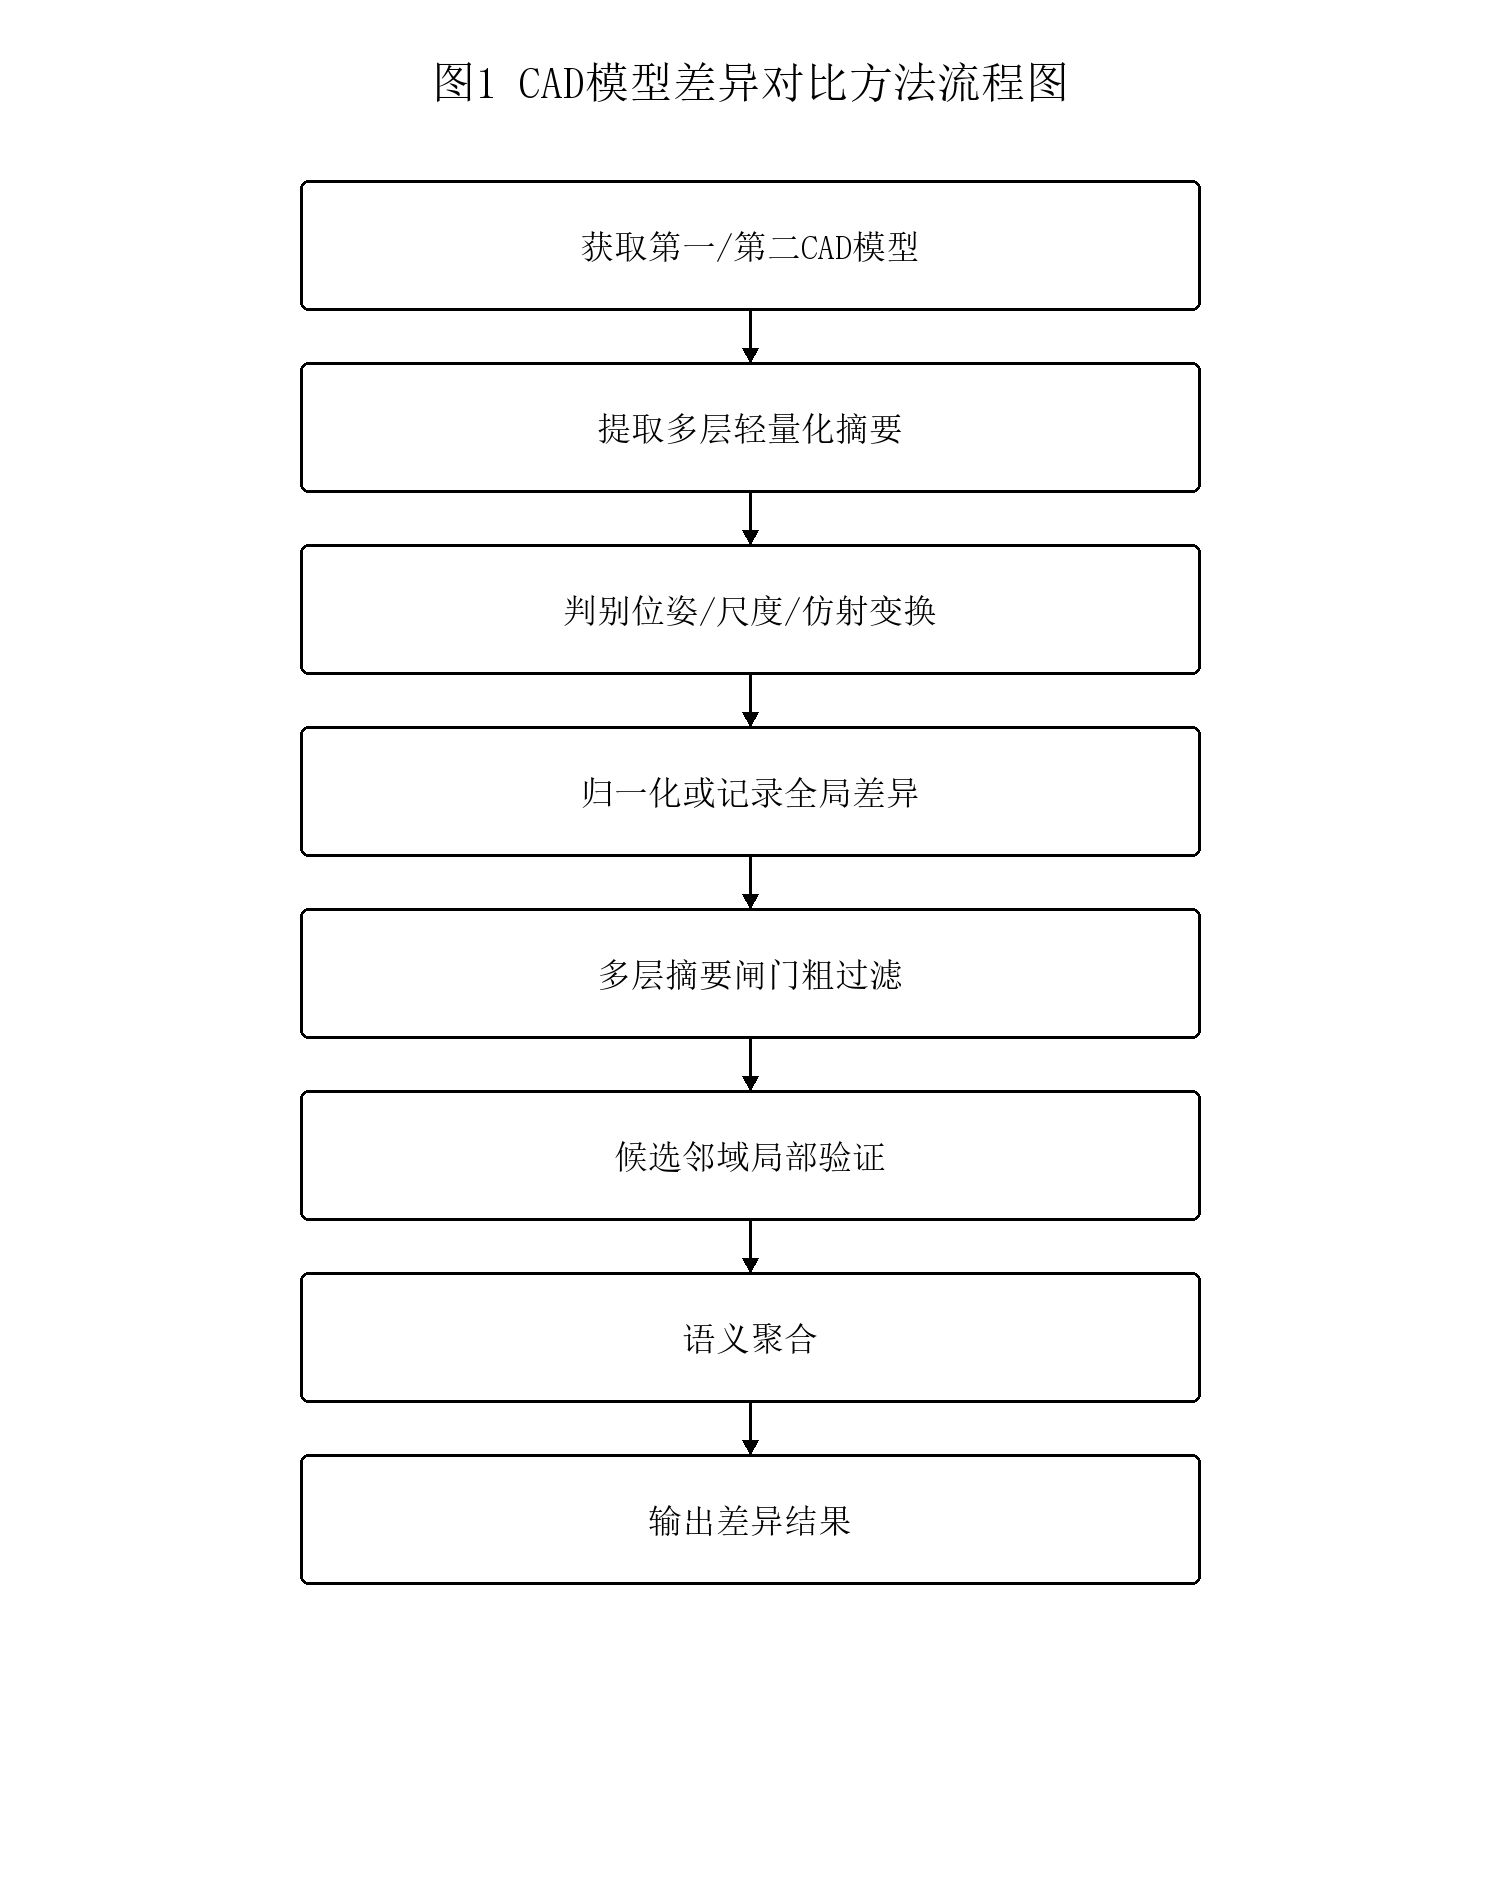 图1 CAD模型差异对比方法流程图
获取第一/第二CAD模型
提取多层轻量化摘要
判别位姿/尺度/仿射变换
归一化或记录全局差异
多层摘要闸门粗过滤
候选邻域局部验证
语义聚合
输出差异结果